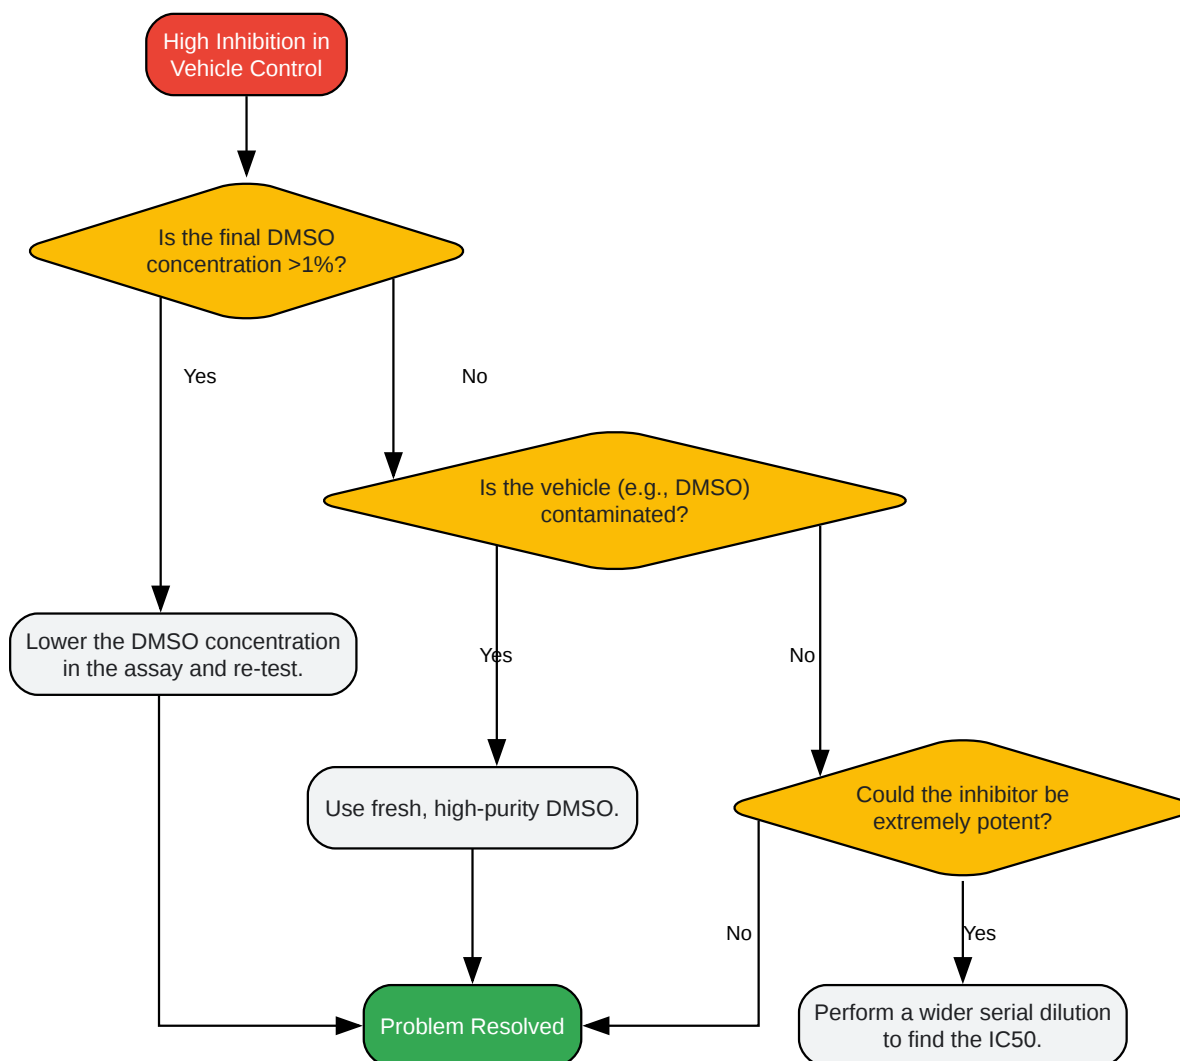 High Inhibition in
Vehicle Control
Is the final DMSO
concentration >1%?
Yes
No
Is the vehicle (e.g., DMSO)
contaminated?
Lower the DMSO concentration
in the assay and re-test.
Yes
No
Use fresh, high-purity DMSO.
Could the inhibitor be
extremely potent?
No
Yes
Problem Resolved
Perform a wider serial dilution
to find the IC50.